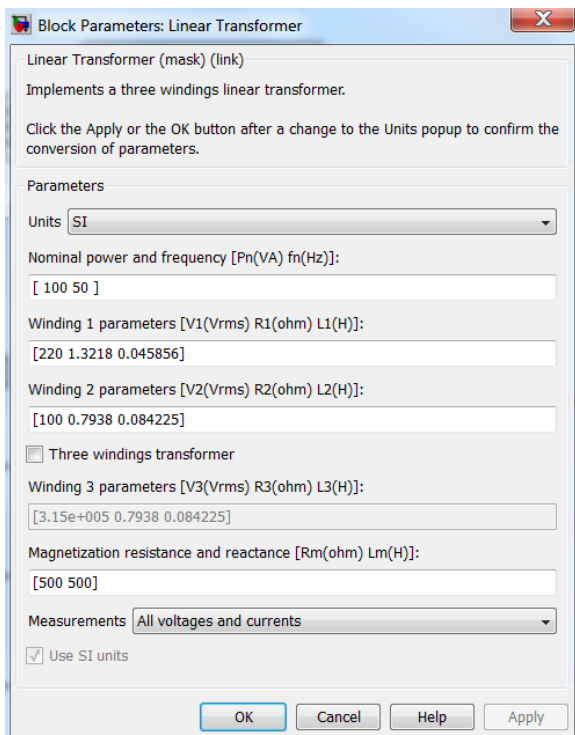 Block Parameters: Linear Transformer
X
Linear Transformer (mask) (link)
Implements a three windings linear transformer.
Click the Apply or the OK button after a change to the Units popup to confirm the
conversion of parameters.
Parameters
Units SI
Nominal power and frequency [Pn(VA) fn(Hz)]:
[ 100 50 ]
Winding 1 parameters [V1(Vrms) R1(ohm) L1(H)]:
[220 1.3218 0.045856]
Winding 2 parameters [V2(Vrms) R2(ohm) L2(H)]:
[100 0.7938 0.084225]
Three windings transformer
Winding 3 parameters [V3(Vrms) R3(ohm) L3(H)]:
[3.15e+005 0.7938 0.084225]
Magnetization resistance and reactance [Rm(ohm) Lm(H)]:
[500 500]
Measurements All voltages and currents
Use SI units
OK Cancel Help Apply